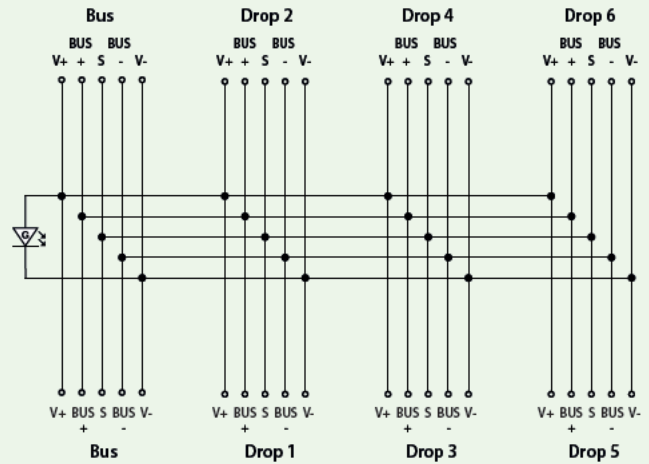 Bus Drop 2 Drop 4 Drop 6
BUS BUS BUS BUS BUS BUS BUS BUS
V+ + S - V- V+ + S - V- V+ + S - V- V+ + S - V-
G
V+ BUS S BUS V- V+ BUS S BUS V- V+ BUS S BUS V- V+ BUS S BUS V-
+ - + - + - + -
Bus Drop 1 Drop 3 Drop 5